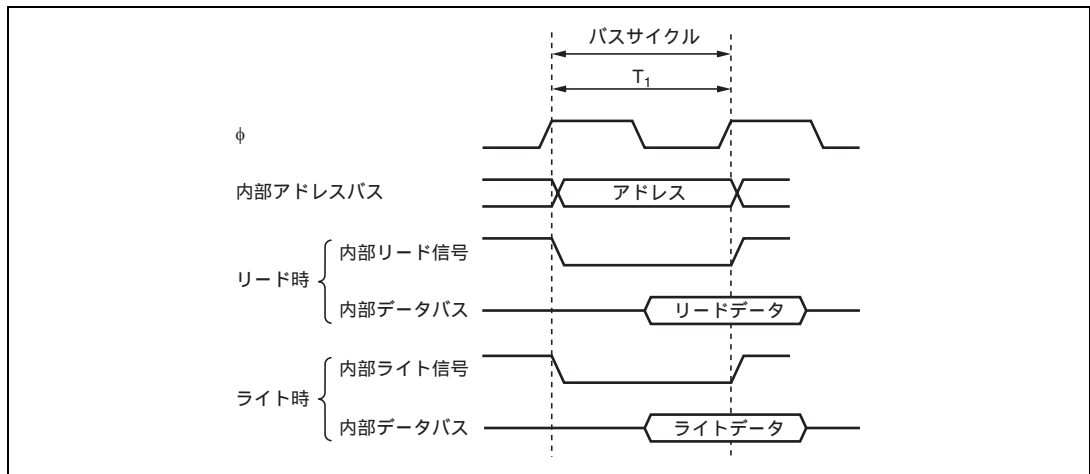 バスサイクル
T1
φ
内部アドレスバス
アドレス
リード時
内部リード信号
内部データバス
リードデータ
ライト時
内部ライト信号
内部データバス
ライトデータ